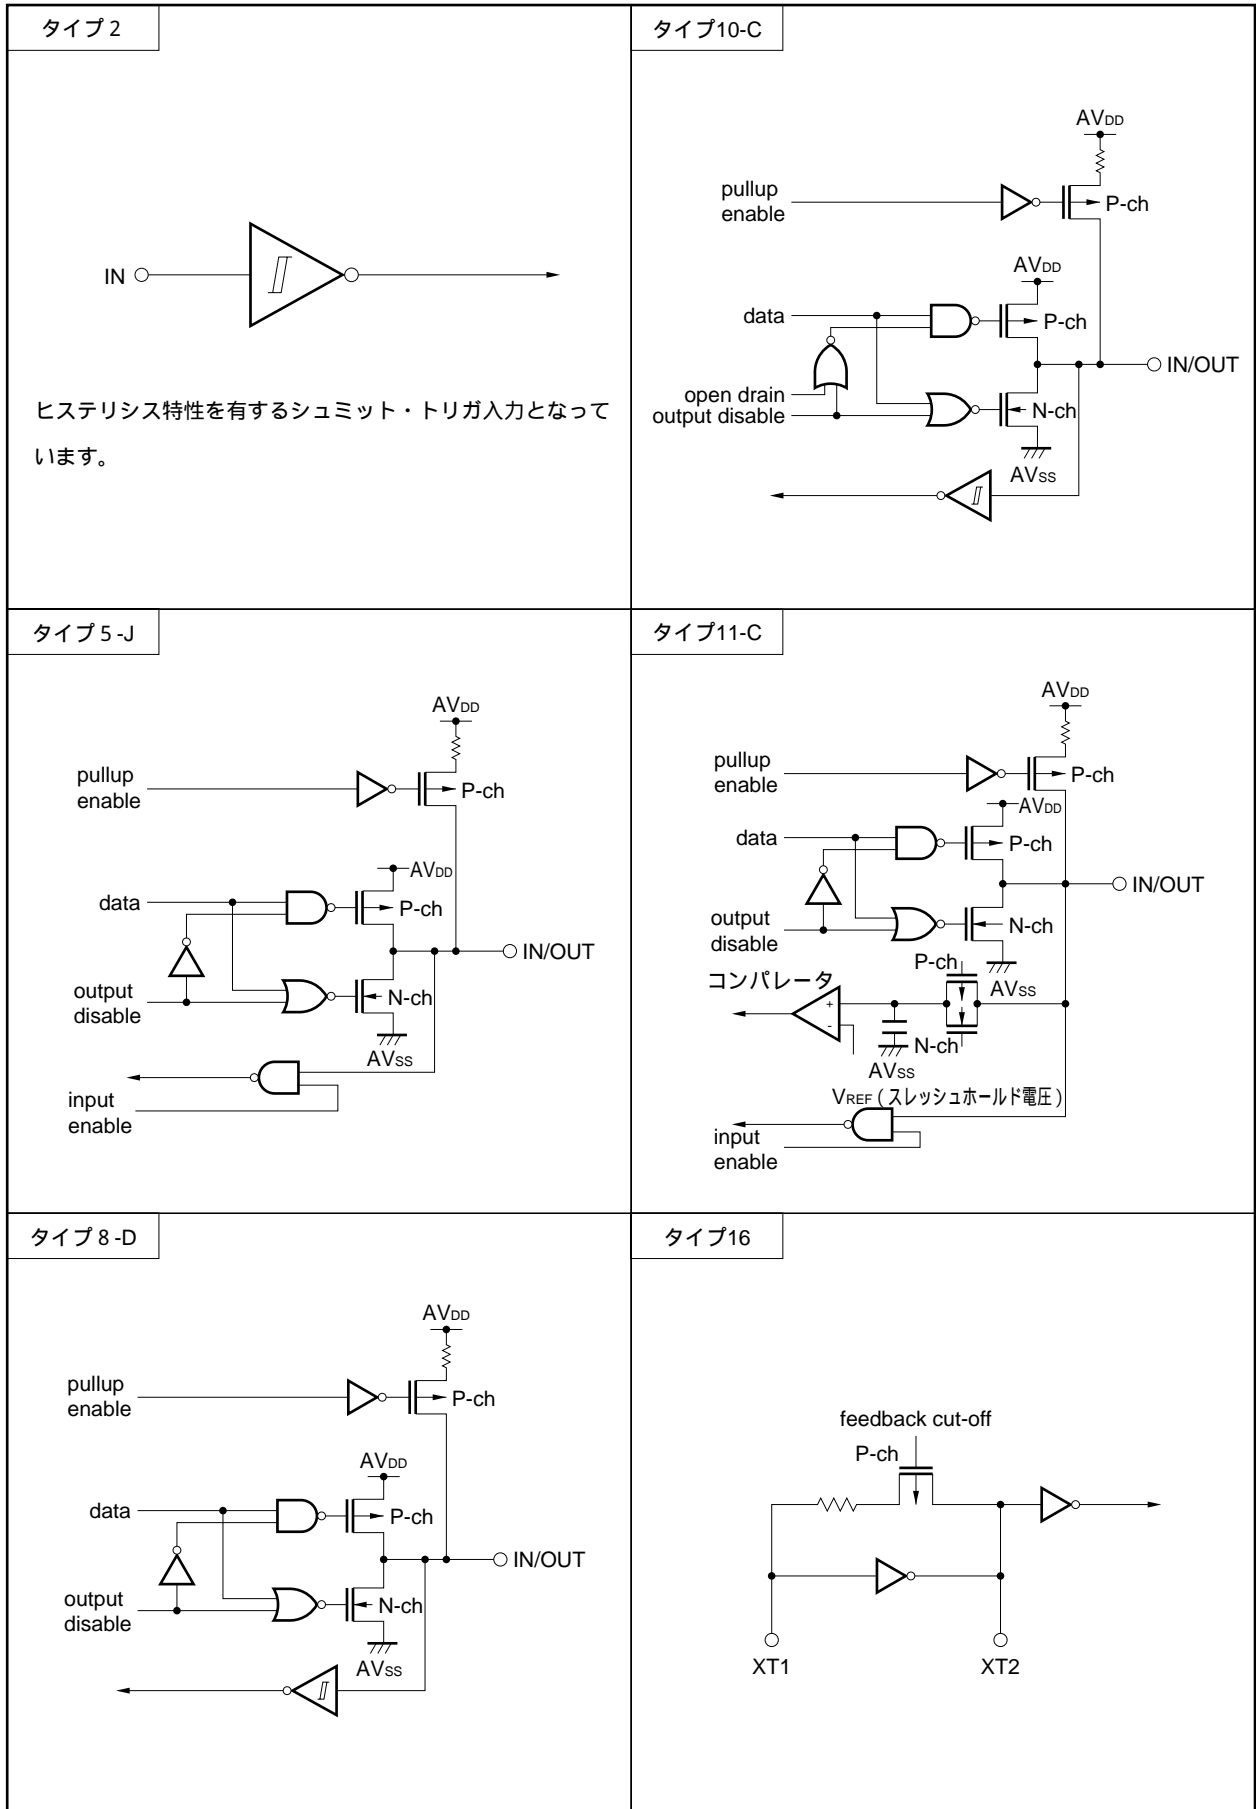 タイプ 2
IN
ヒステリシス特性を有するシュミット・トリガ入力となって
います。
タイプ10-C
AVDD
pullup
enable
P-ch
AVDD
data
P-ch
IN/OUT
open drain
output disable
N-ch
AVSS
タイプ 5 -J
AVDD
pullup
enable
P-ch
AVDD
data
P-ch
IN/OUT
output
disable
N-ch
AVSS
input
enable
タイプ11-C
AVDD
pullup
enable
P-ch
AVDD
data
P-ch
IN/OUT
output
disable
N-ch
P-ch
コンパレータ
AVSS
+
-
N-ch
AVSS
VREF（スレッシュホールド電圧）
input
enable
タイプ 8 -D
AVDD
pullup
enable
P-ch
AVDD
data
P-ch
IN/OUT
output
disable
N-ch
AVSS
タイプ16
feedback cut-off
P-ch
XT1
XT2